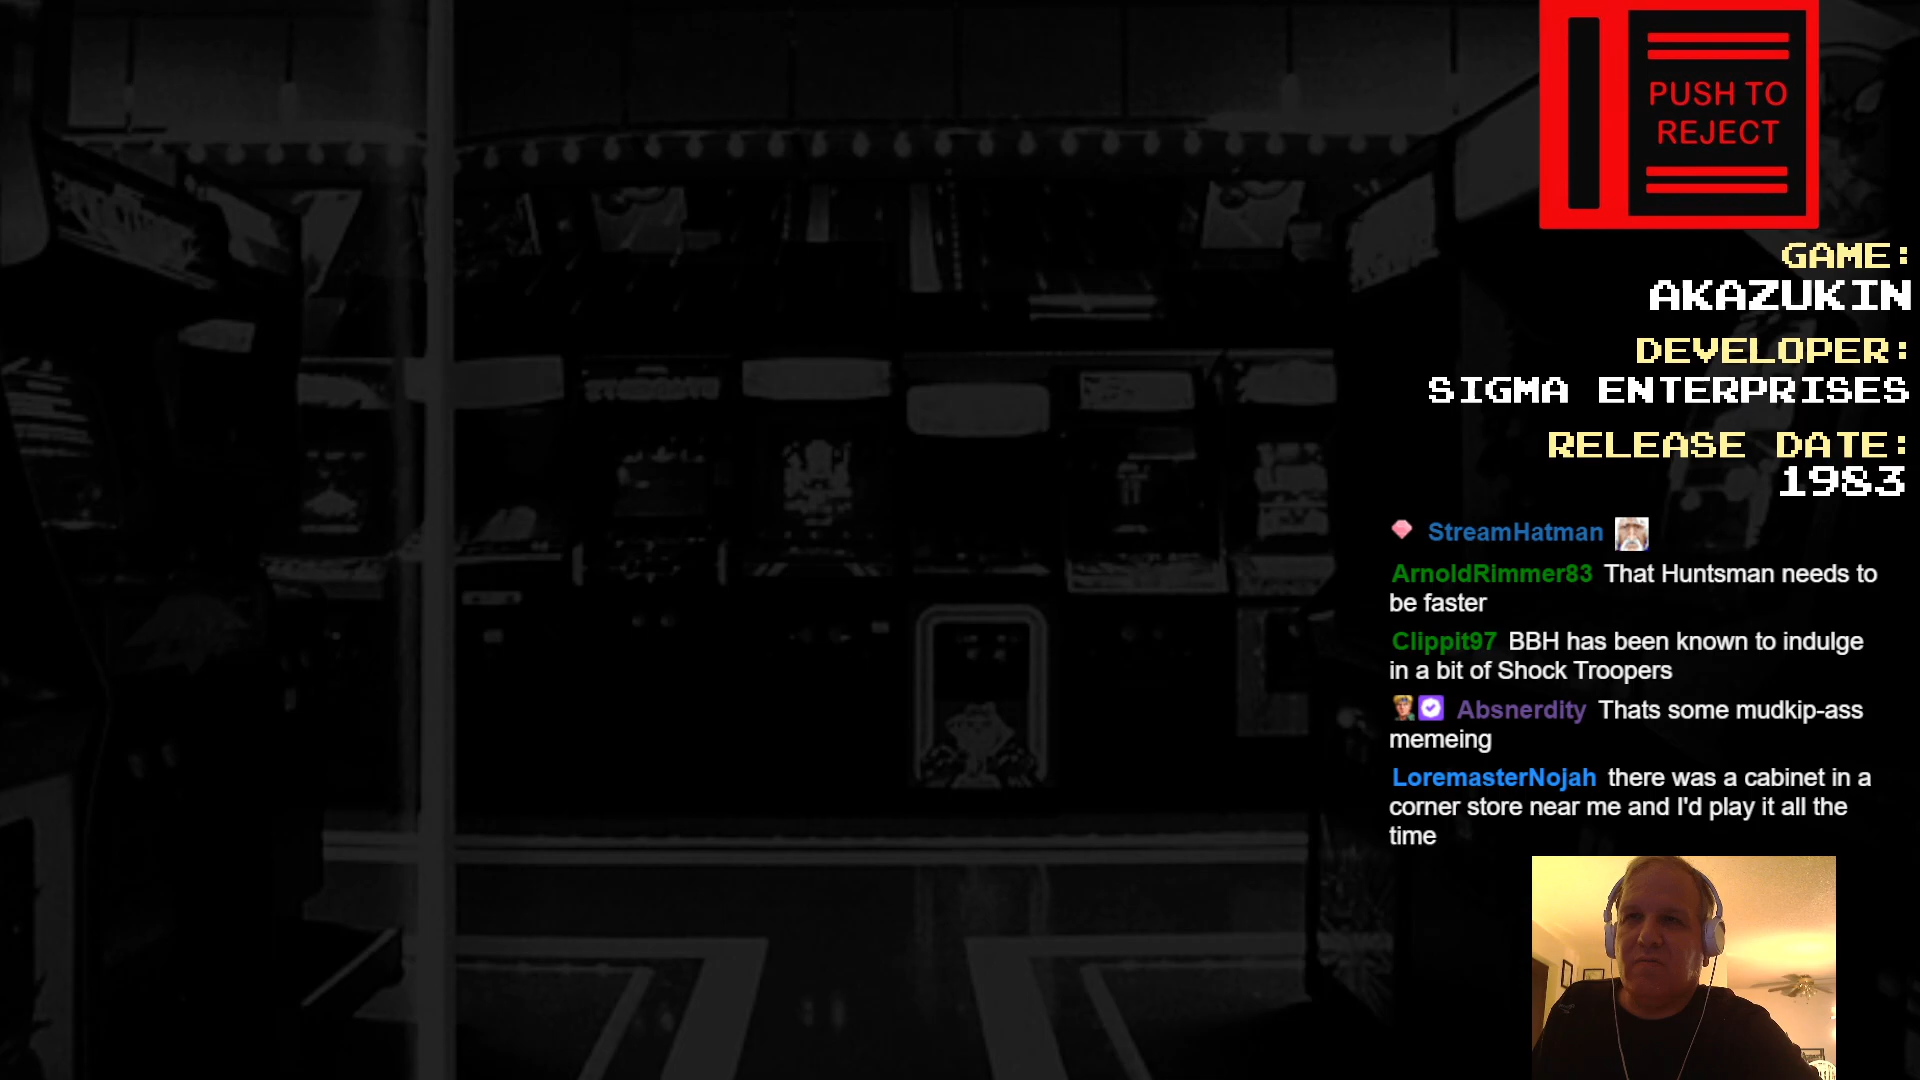 PUSH TO
REJECT
GAME:
AKAZUKIN
DEVELOPER:
SIGMA ENTERPRISES
RELEASE DATE:
1983
StreamHatman
ArnoldRimmer83 That Huntsman needs to
be faster
Clippit97 BBH has been known to indulge
in a bit of Shock Troopers
Absnerdity Thats some mudkip-ass
memeing
LoremasterNojah there was a cabinet in a
corner store near me and I'd play it all the
time